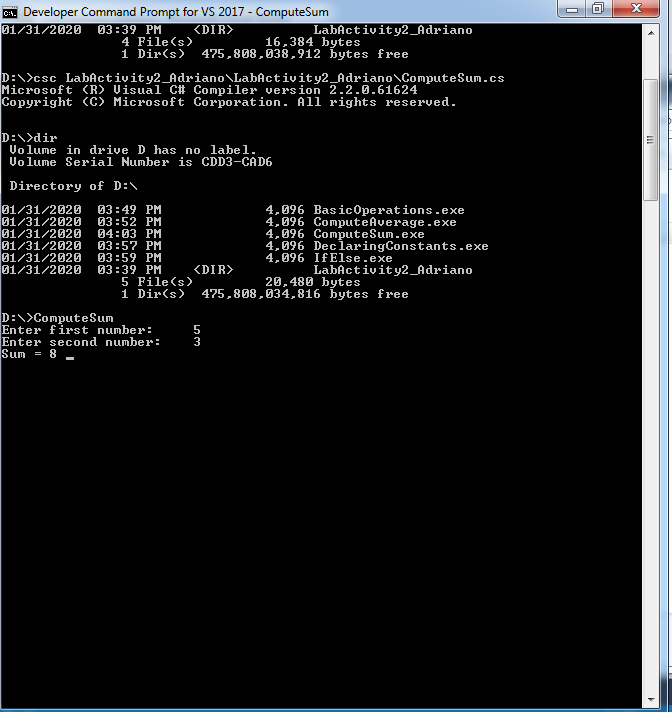 Developer Command Prompt for VS 2017 - ComputeSum
01/31/2020  03:39 PM    <DIR>          LabActivity2_Adriano
               4 File(s)         16,384 bytes
               1 Dir(s)  475,808,038,912 bytes free
D:\>csc LabActivity2_Adriano\LabActivity2_Adriano\ComputeSum.cs
Microsoft (R) Visual C# Compiler version 2.2.0.61624
Copyright (C) Microsoft Corporation. All rights reserved.
D:\>dir
 Volume in drive D has no label.
 Volume Serial Number is CDD3-CAD6
 Directory of D:\
01/31/2020  03:49 PM             4,096 BasicOperations.exe
01/31/2020  03:52 PM             4,096 ComputeAverage.exe
01/31/2020  04:03 PM             4,096 ComputeSum.exe
01/31/2020  03:57 PM             4,096 DeclaringConstants.exe
01/31/2020  03:59 PM             4,096 IfElse.exe
01/31/2020  03:39 PM    <DIR>          LabActivity2_Adriano
               5 File(s)         20,480 bytes
               1 Dir(s)  475,808,034,816 bytes free
D:\>ComputeSum
Enter first number:     5
Enter second number:    3
Sum = 8